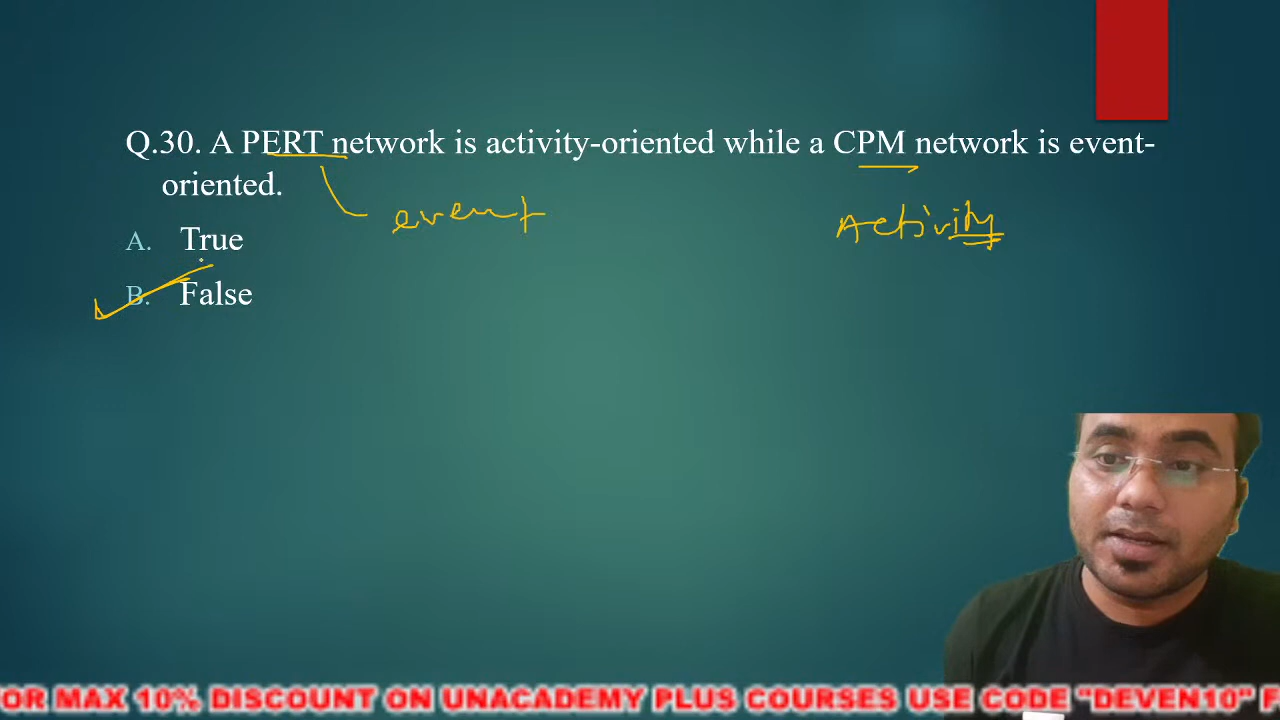 Q.30. A PERT network is activity-oriented while a CPM network is event-
oriented.
event
Activity
A. True
B. False
FOR MAX 10% DISCOUNT ON UNACADEMY PLUS COURSES USE CODE "DEVEN10" F